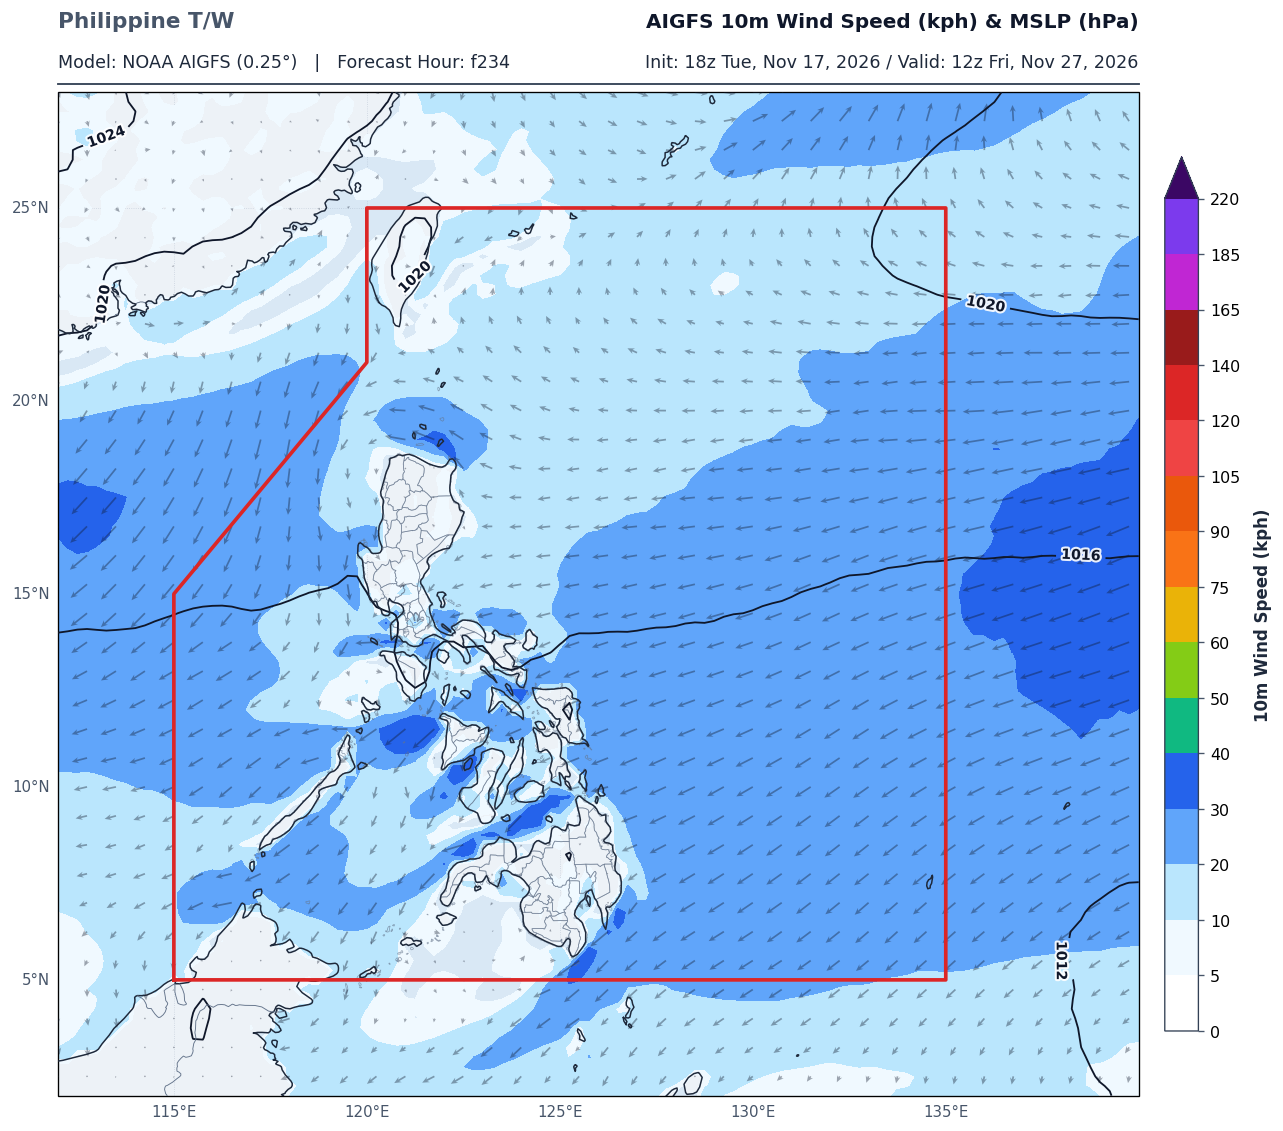 Philippine T/W
AIGFS 10m Wind Speed (kph) & MSLP (hPa)
Model: NOAA AIGFS (0.25°) | Forecast Hour: f234
Init: 18z Tue, Nov 17, 2026 / Valid: 12z Fri, Nov 27, 2026
1024
1020
1020
1020
1016
1012
25°N
20°N
15°N
10°N
5°N
115°E
120°E
125°E
130°E
135°E
220
185
165
140
120
105
90
75
60
50
40
30
20
10
5
0
10m Wind Speed (kph)